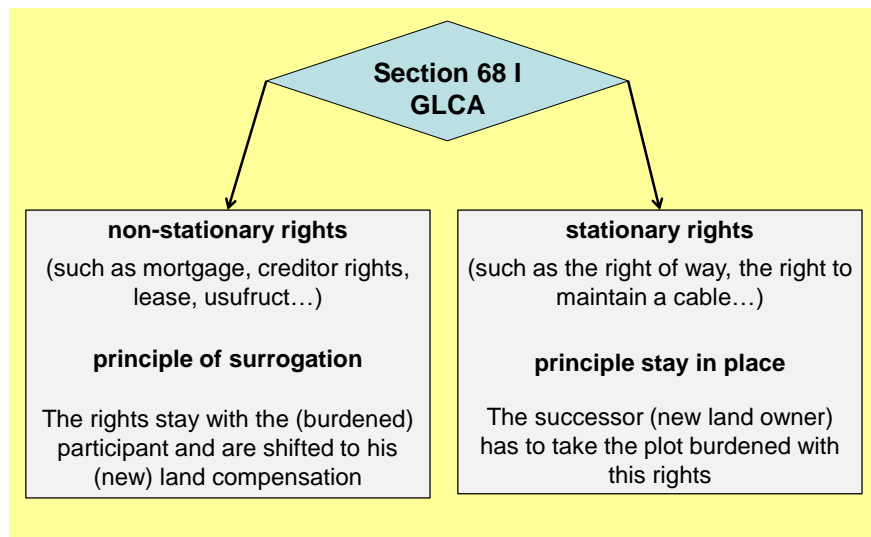 Section 68 I
GLCA
non-stationary rights
(such as mortgage, creditor rights,
lease, usufruct…)
principle of surrogation
The rights stay with the (burdened)
participant and are shifted to his
(new) land compensation
stationary rights
(such as the right of way, the right to
maintain a cable…)
principle stay in place
The successor (new land owner)
has to take the plot burdened with
this rights